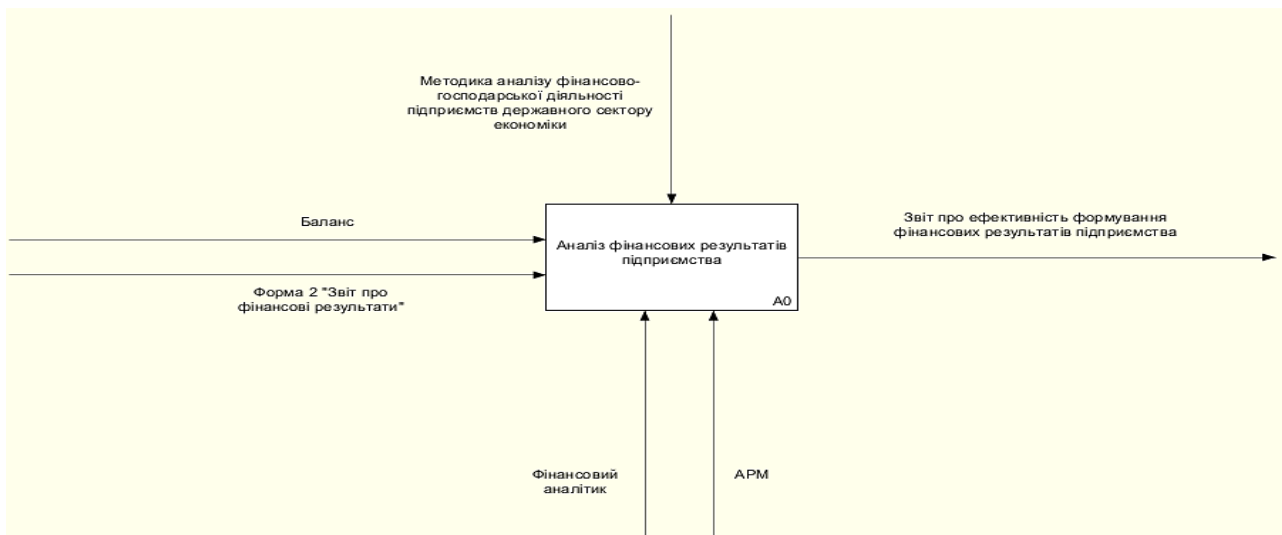 Методика аналізу фінансово-
господарської діяльності
підприємств державного сектору
економіки
Баланс
Форма 2 "Звіт про
фінансові результати"
Аналіз фінансових результатів
підприємства
A0
Звіт про ефективність формування
фінансових результатів підприємства
Фінансовий
аналітик
АРМ